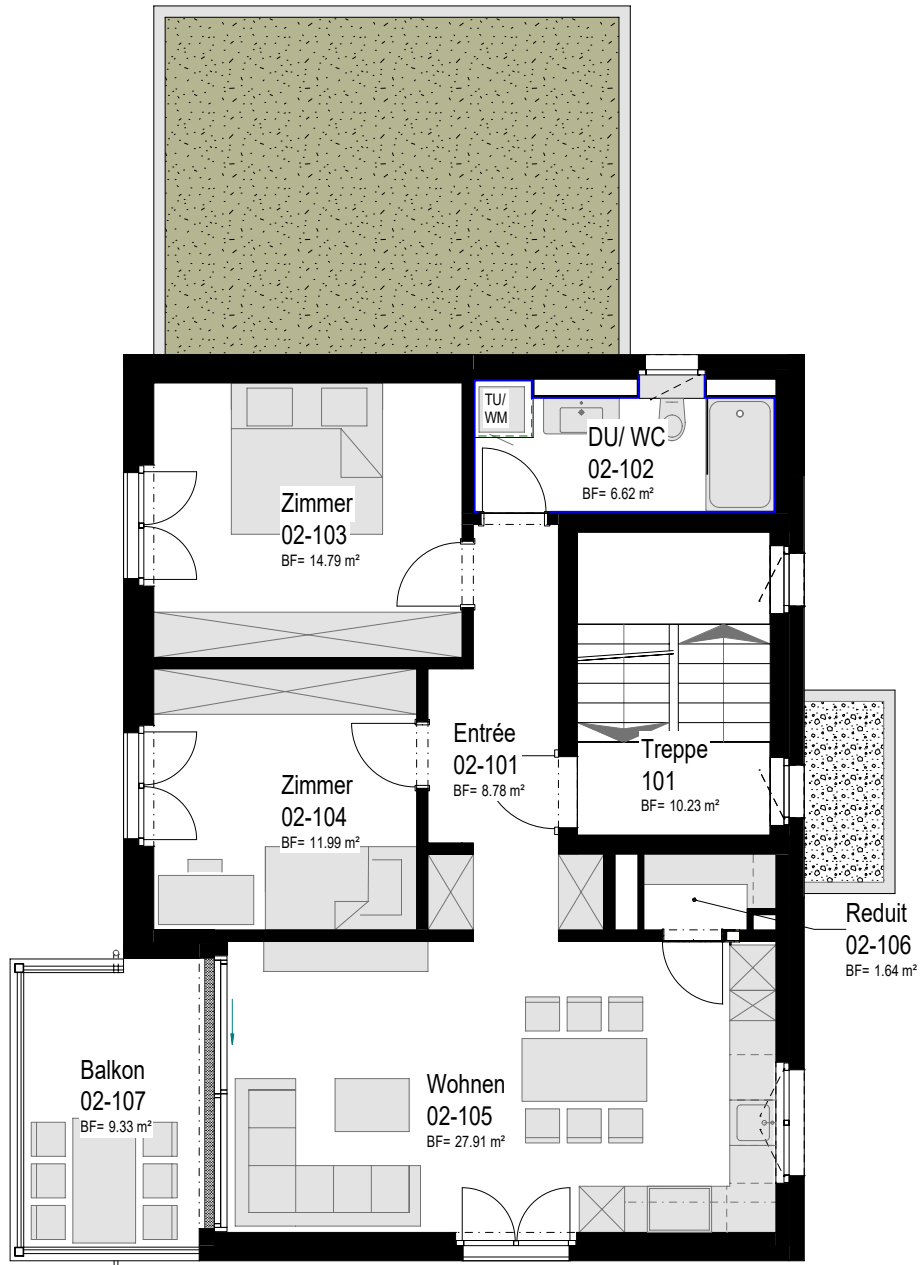 TU/
WM
DU/ WC
02-102
BF= 6.62 m²
Zimmer
02-103
BF= 14.79 m²
Entrée
02-101
BF= 8.78 m²
Treppe
101
BF= 10.23 m²
Zimmer
02-104
BF= 11.99 m²
Reduit
02-106
BF= 1.64 m²
Balkon
02-107
BF= 9.33 m²
Wohnen
02-105
BF= 27.91 m²